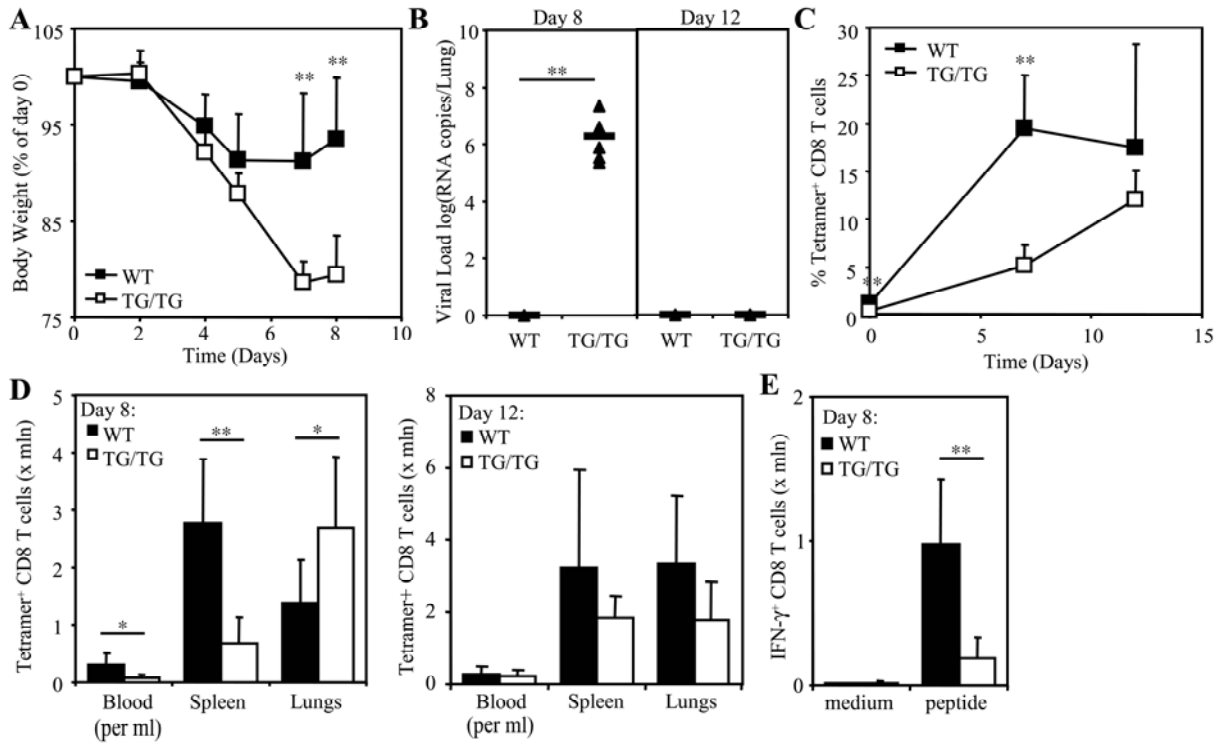 A
105
95
85
75
Body Weight (% of day 0)
** **
WT
TG/TG
0 2 4 6 8 10
Time (Days)
B
Day 8 Day 12
10
8
6
4
2
0
Viral Load log(RNA copies/Lung)
**
WT TG/TG WT TG/TG
C
30
25
20
15
10
5
0
% Tetramer⁺ CD8 T cells
WT
TG/TG
**
**
0 5 10 15
Time (Days)
D
5
4
3
2
1
0
Tetramer⁺ CD8 T cells (x mln)
Day 8:
WT
TG/TG
* ** *
Blood Spleen Lungs
(per ml)
8
6
4
2
0
Tetramer+ CD8 T cells (x mln)
Day 12:
WT
TG/TG
Blood Spleen Lungs
(per ml)
E
2
1
0
IFN-γ⁺ CD8 T cells (x mln)
Day 8:
WT
TG/TG
**
medium peptide